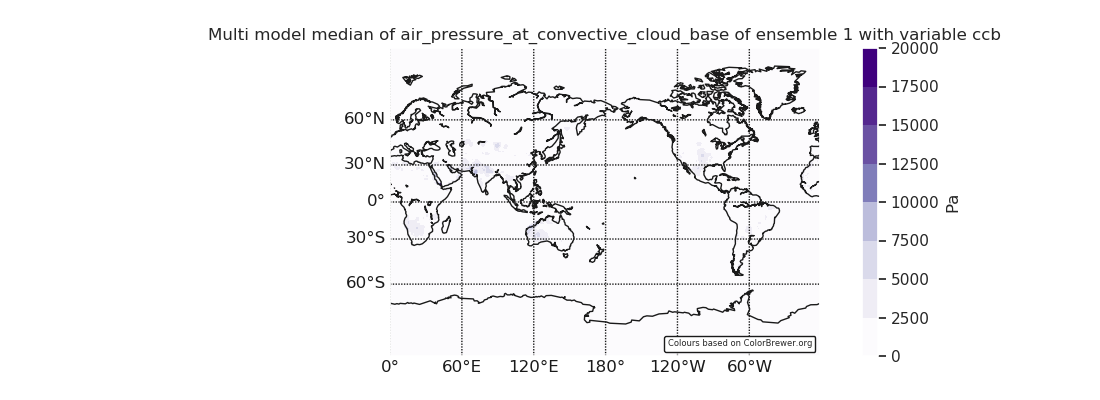 Multi model median of air_pressure_at_convective_cloud_base of ensemble 1 with variable ccb
60°N
30°N
0°
30°S
60°S
0°
60°E
120°E
180°
120°W
60°W
Colours based on ColorBrewer.org
20000
17500
15000
12500
10000
7500
5000
2500
0
Pa